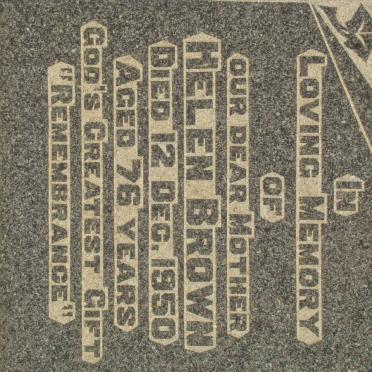 IN
LOVING MEMORY
OF
OUR DEAR MOTHER
HELEN BROWN
DIED 12 DEC. 1950
AGED 76 YEARS
GOD'S GREATEST GIFT
"REMEMBRANCE"